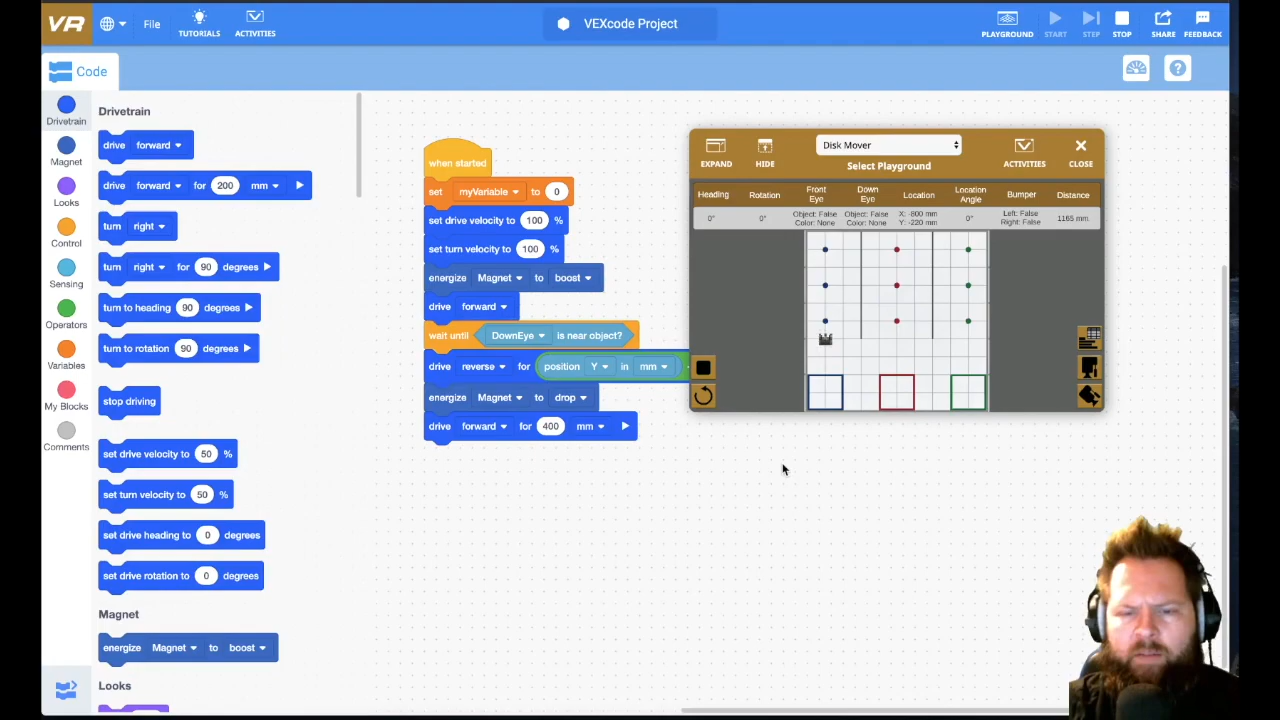 VR
File
TUTORIALS
ACTIVITIES
VEXcode Project
PLAYGROUND
START
STEP
STOP
SHARE
FEEDBACK
Code
Drivetrain
Magnet
Looks
Control
Sensing
Operators
Variables
My Blocks
Comments
Drivetrain
drive forward
drive forward for 200 mm
turn right
turn right for 90 degrees
turn to heading 90 degrees
turn to rotation 90 degrees
stop driving
set drive velocity to 50 %
set turn velocity to 50 %
set drive heading to 0 degrees
set drive rotation to 0 degrees
Magnet
energize Magnet to boost
Looks
when started
set myVariable to 0
set drive velocity to 100 %
set turn velocity to 100 %
energize Magnet to boost
drive forward
wait until DownEye is near object?
drive reverse for position Y in mm
energize Magnet to drop
drive forward for 400 mm
EXPAND
HIDE
Disk Mover
Select Playground
ACTIVITIES
CLOSE
Heading
Rotation
Front Eye
Down Eye
Location
Location Angle
Bumper
Distance
0°
0°
Object: False
Color: None
Object: False
Color: None
X: -800 mm
Y: -220 mm
0°
Left: False
Right: False
1165 mm